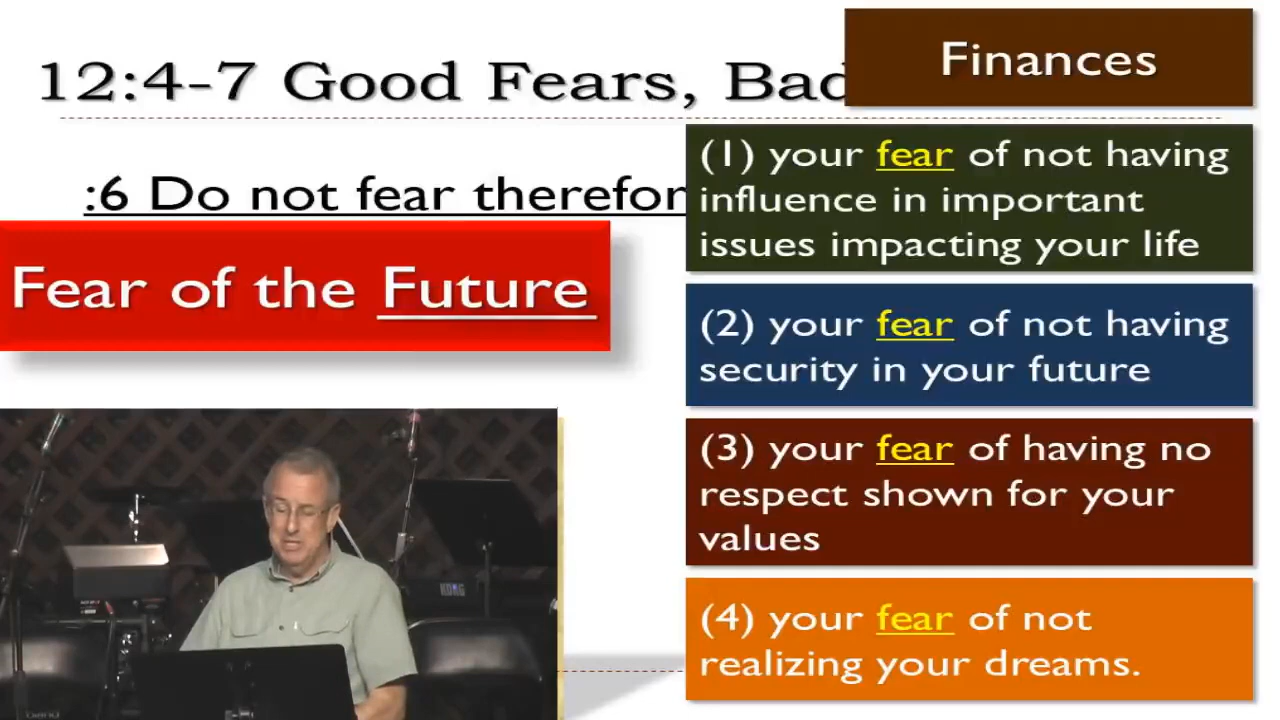 12:4-7 Good Fears, Bad
Finances
:6 Do not fear
Fear of the Future
(1) your fear of not having
influence in important
issues impacting your life
(2) your fear of not having
security in your future
(3) your fear of having no
respect shown for your
values
(4) your fear of not
realizing your dreams.
KORG